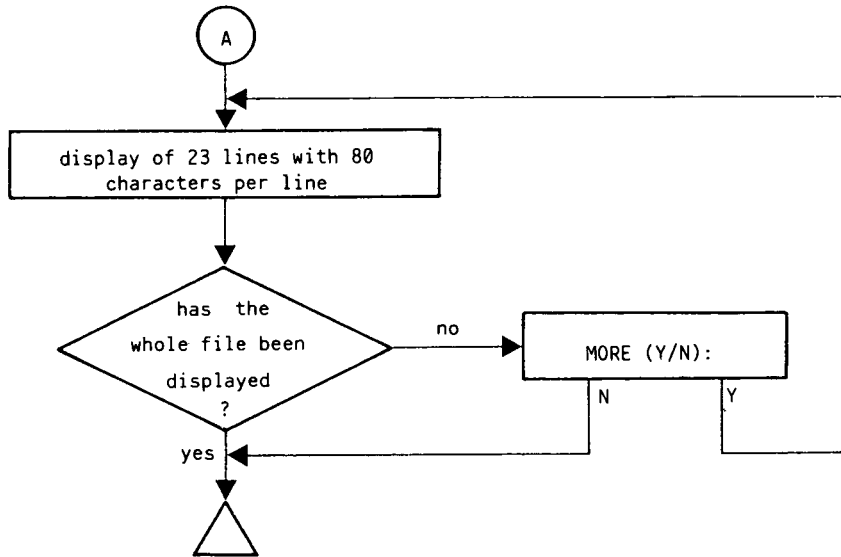 A
display of 23 lines with 80
characters per line
has the
whole file been
displayed
?
no
MORE (Y/N):
N
Y
yes